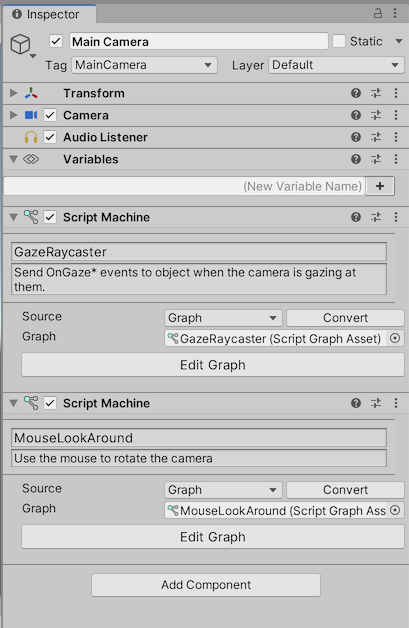 Inspector
Main Camera Static
Tag MainCamera Layer Default
Transform
Camera
Audio Listener
Variables
(New Variable Name) +
Script Machine
GazeRaycaster
Send OnGaze* events to object when the camera is gazing at
them.
Source Graph Convert
Graph GazeRaycaster (Script Graph Asset)
Edit Graph
Script Machine
MouseLookAround
Use the mouse to rotate the camera
Source Graph Convert
Graph MouseLookAround (Script Graph Ass
Edit Graph
Add Component